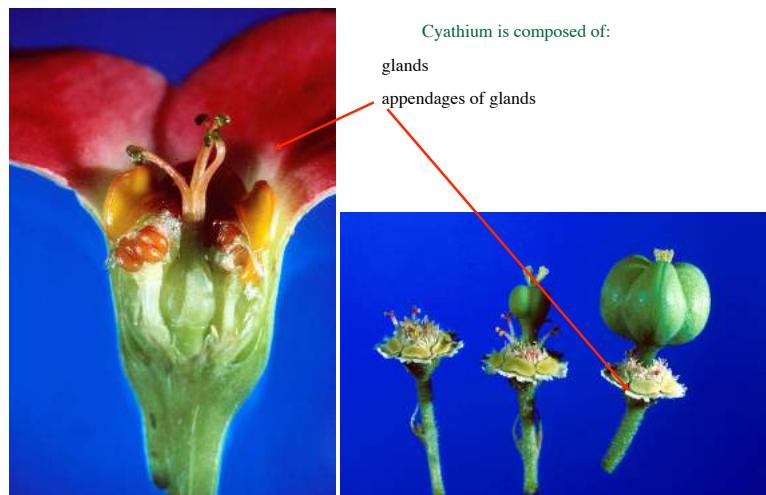 Cyathium is composed of:
glands
appendages of glands